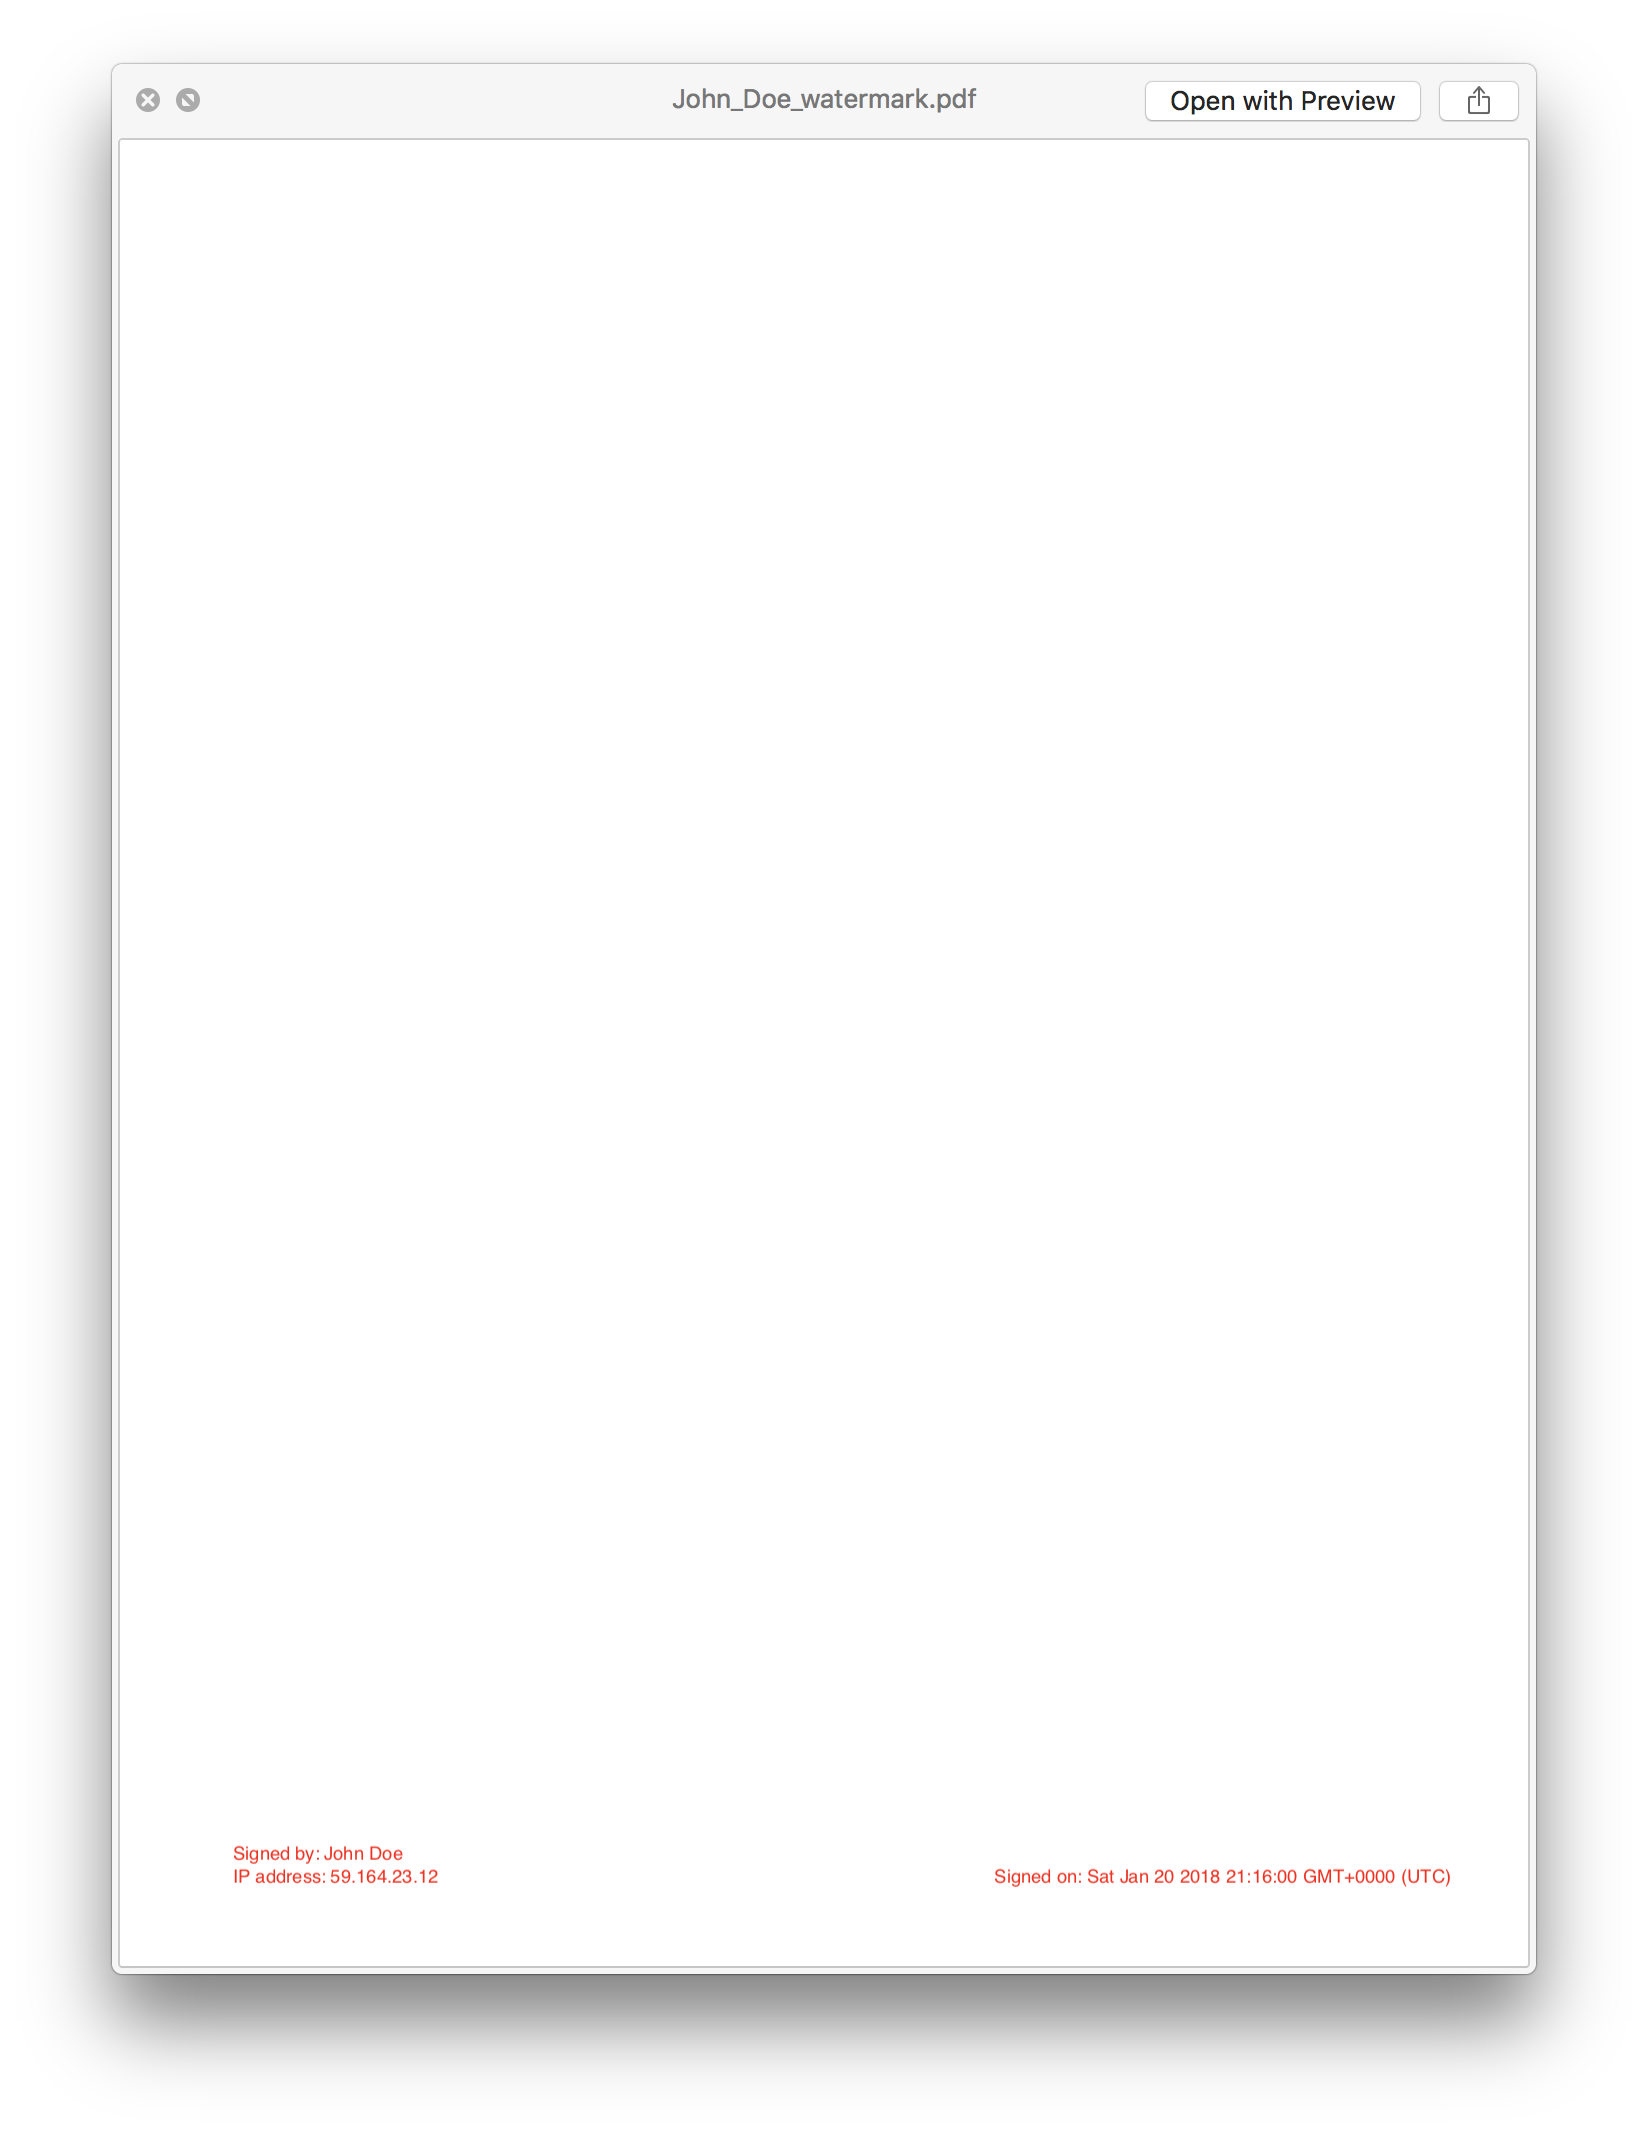 John_Doe_watermark.pdf
Open with Preview
Signed by: John Doe
IP address: 59.164.23.12
Signed on: Sat Jan 20 2018 21:16:00 GMT+0000 (UTC)